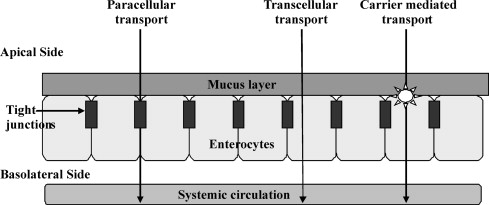 Paracellular
transport
Transcellular
transport
Carrier mediated
transport
Apical Side
Mucus layer
Tight
junctions
Enterocytes
Basolateral Side
Systemic circulation